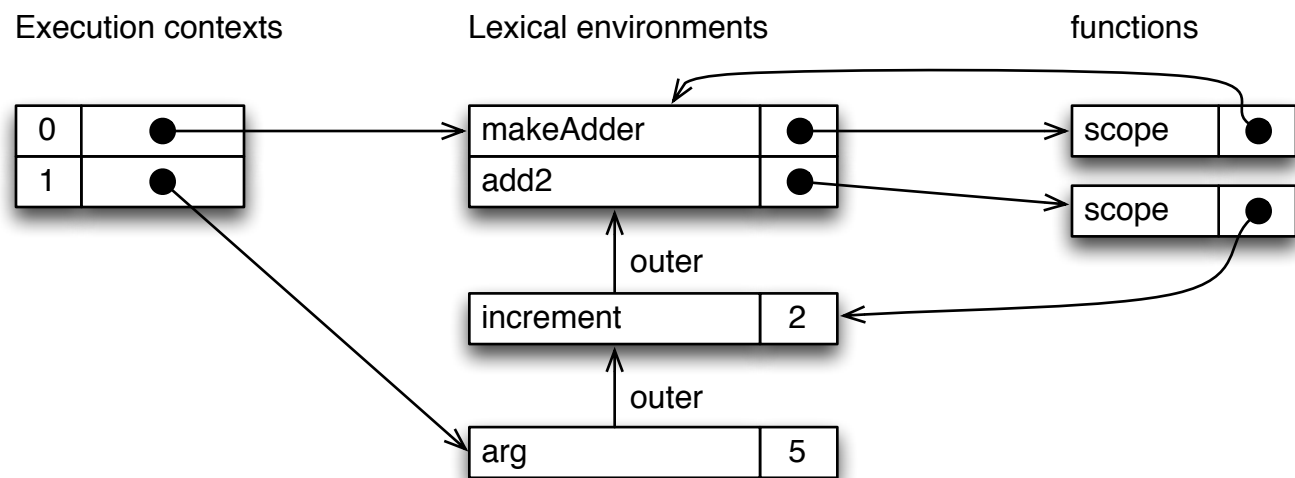 Execution contexts Lexical environments functions
0 makeAdder scope
1 add2 scope
outer
increment 2
outer
arg 5